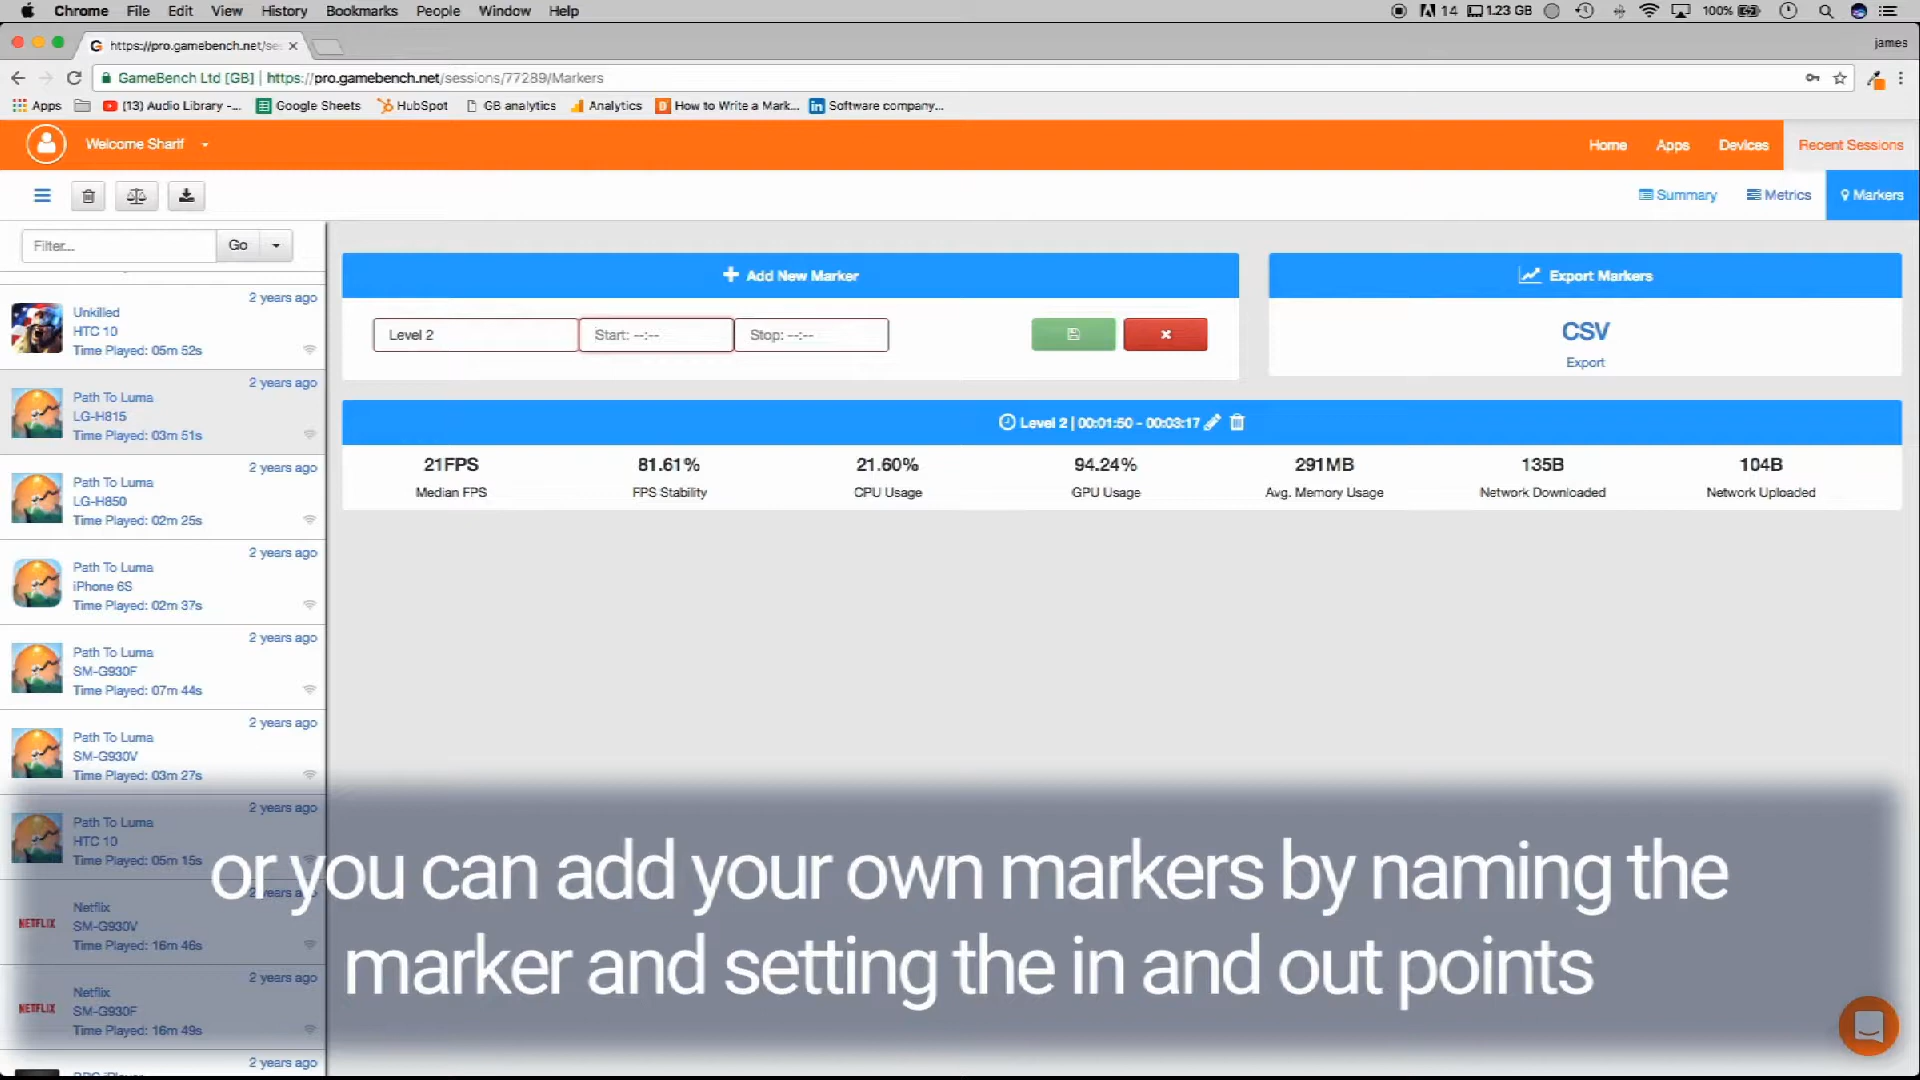 Chrome File Edit View History Bookmarks People Window Help
14 1.23 GB 100%
https://pro.gamebench.net/se
james
GameBench Ltd [GB] | https://pro.gamebench.net/sessions/77289/Markers
Apps (13) Audio Library -... Google Sheets HubSpot GB analytics Analytics How to Write a Mark... Software company...
Welcome Sharif
Home Apps Devices Recent Sessions
Summary Metrics Markers
Filter... Go
Add New Marker
Export Markers
Level 2 Start: --:-- Stop: --:--
CSV
Export
Level 2 | 00:01:50 - 00:03:17
21FPS 81.61% 21.60% 94.24% 291MB 135B 104B
Median FPS FPS Stability CPU Usage GPU Usage Avg. Memory Usage Network Downloaded Network Uploaded
2 years ago
Unkilled
HTC 10
Time Played: 05m 52s
2 years ago
Path To Luma
LG-H815
Time Played: 03m 51s
2 years ago
Path To Luma
LG-H850
Time Played: 02m 25s
2 years ago
Path To Luma
iPhone 6S
Time Played: 02m 37s
2 years ago
Path To Luma
SM-G930F
Time Played: 07m 44s
2 years ago
Path To Luma
SM-G930V
Time Played: 03m 27s
2 years ago
Path To Luma
HTC 10
Time Played: 05m 15s
2 years ago
NETFLIX
Netflix
SM-G930V
Time Played: 16m 46s
2 years ago
NETFLIX
Netflix
SM-G930F
Time Played: 16m 49s
2 years ago
or you can add your own markers by naming the
marker and setting the in and out points